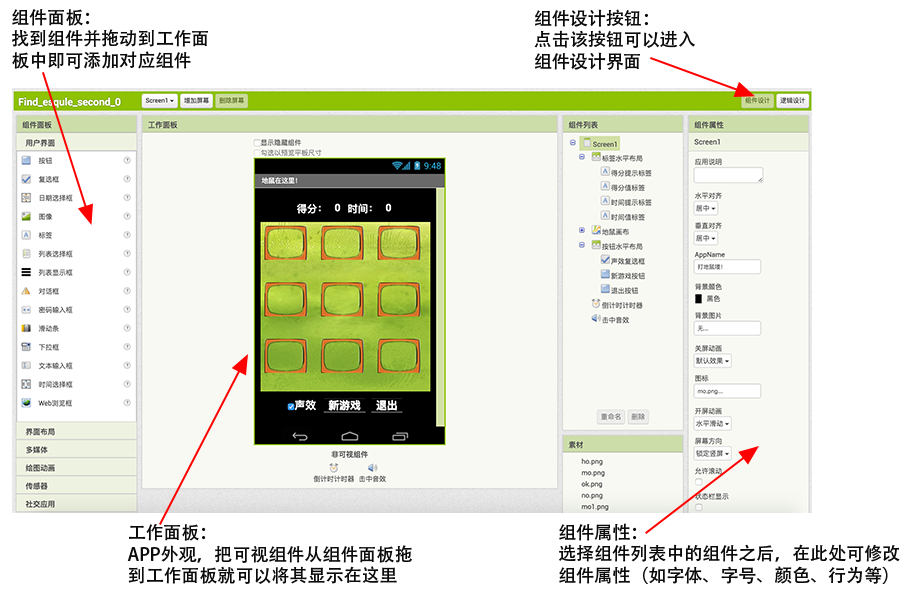 组件面板：
找到组件并拖动到工作面
板中即可添加对应组件
组件设计按钮：
点击该按钮可以进入
组件设计界面
Find_esqule_second_0
Screen1
增加屏幕
删除屏幕
组件设计
逻辑设计
组件面板
用户界面
按钮
复选框
日期选择框
图像
标签
列表选择框
列表显示框
对话框
密码输入框
滑动条
下拉框
文本输入框
时间选择框
Web浏览框
界面布局
多媒体
绘图动画
传感器
社交应用
工作面板
显示隐藏组件
勾选以预览平板尺寸
9:48
地鼠在这里！
得分： 0 时间： 0
声效 新游戏 退出
非可视组件
倒计时计时器 击中音效
组件列表
Screen1
标签水平布局
得分提示标签
得分值标签
时间提示标签
时间值标签
地鼠画布
按钮水平布局
声效复选框
新游戏按钮
退出按钮
倒计时计时器
击中音效
重命名 删除
素材
ho.png
mo.png
ok.png
no.png
mo1.png
组件属性
Screen1
应用说明
水平对齐
居中
垂直对齐
居中
AppName
打地鼠喽!
背景颜色
黑色
背景图片
无...
关屏动画
默认效果
图标
mo.png...
开屏动画
水平滑动
屏幕方向
锁定竖屏
允许滚动
状态栏显示
工作面板：
APP外观，把可视组件从组件面板拖
到工作面板就可以将其显示在这里
组件属性：
选择组件列表中的组件之后，在此处可修改
组件属性（如字体、字号、颜色、行为等）